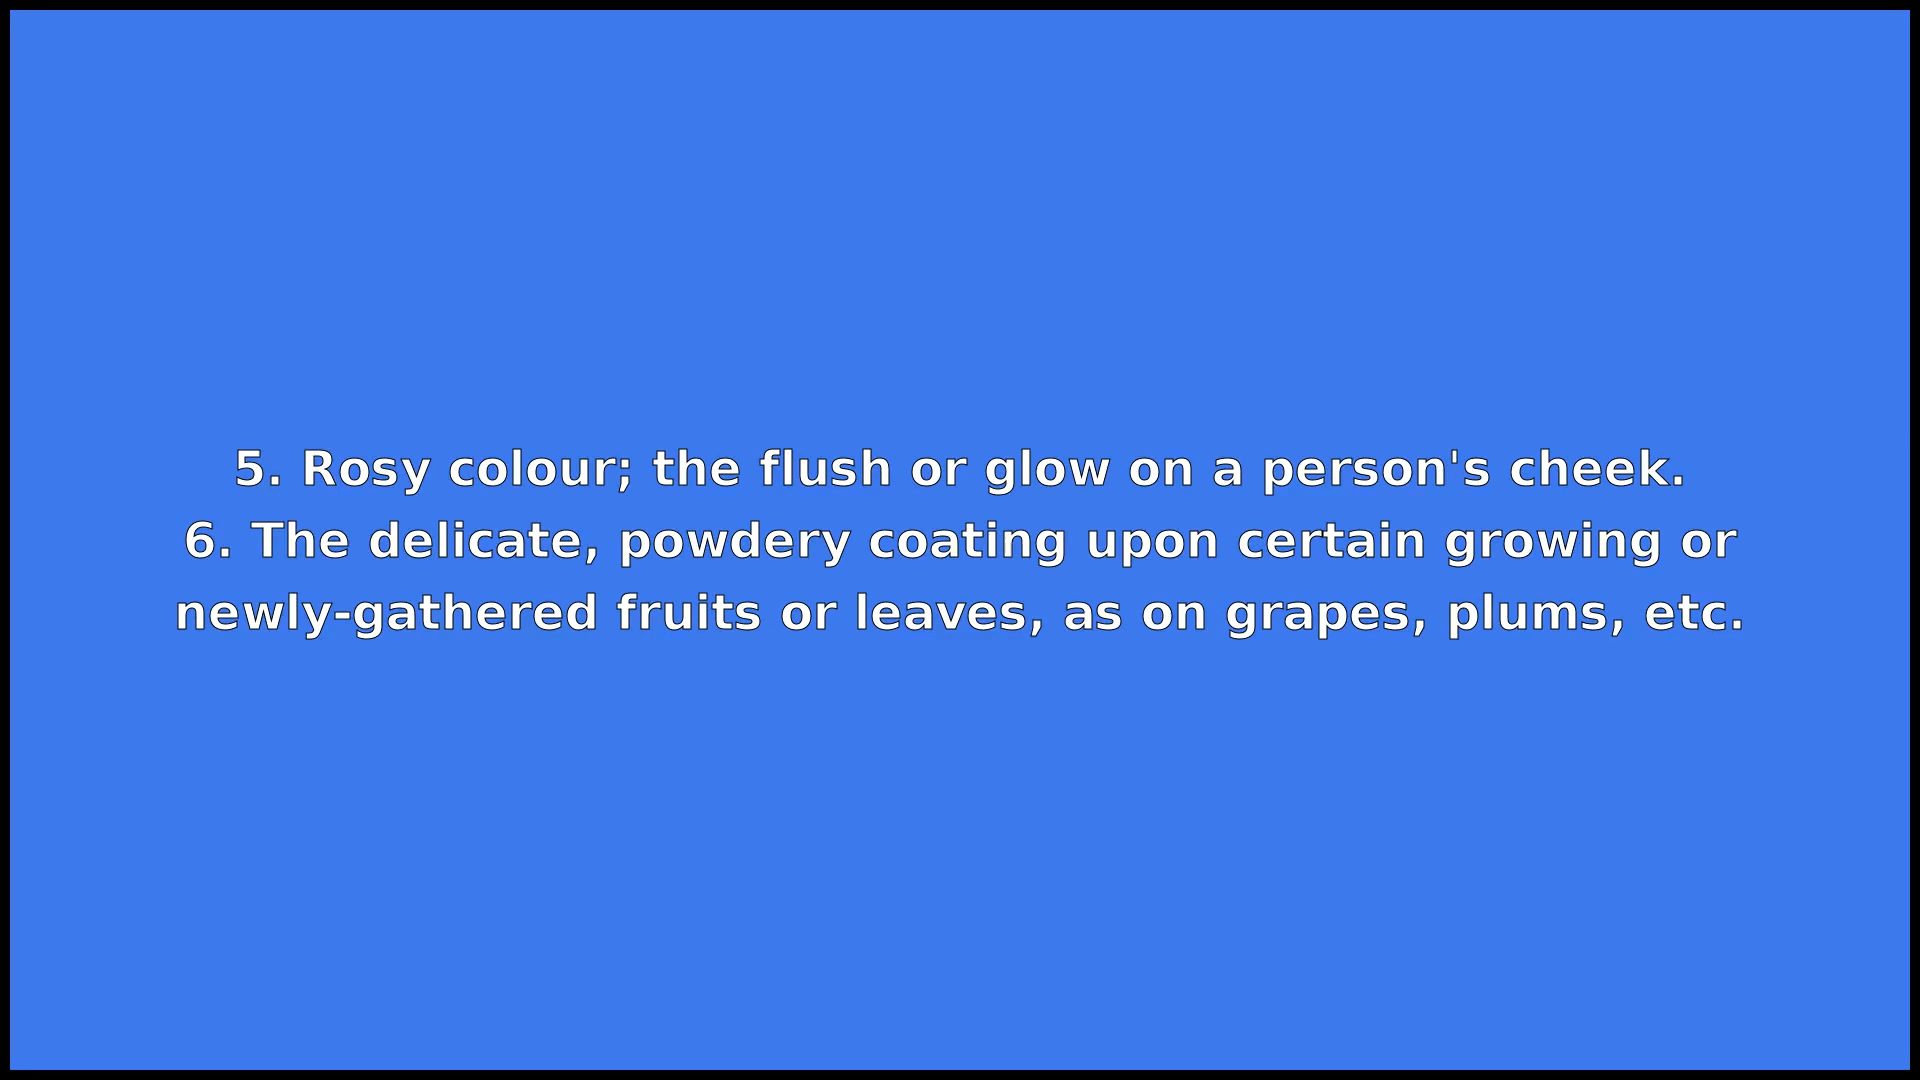 5. Rosy colour; the flush or glow on a person's cheek.
6. The delicate, powdery coating upon certain growing or
newly-gathered fruits or leaves, as on grapes, plums, etc.